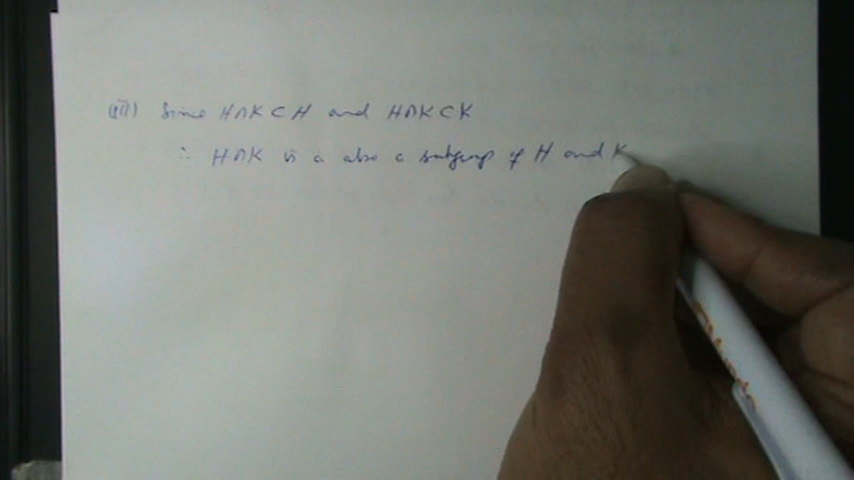 (iii) Since H∩K ⊂ H and H∩K ⊂ K
∴ H∩K is a also a subgroup of H and K